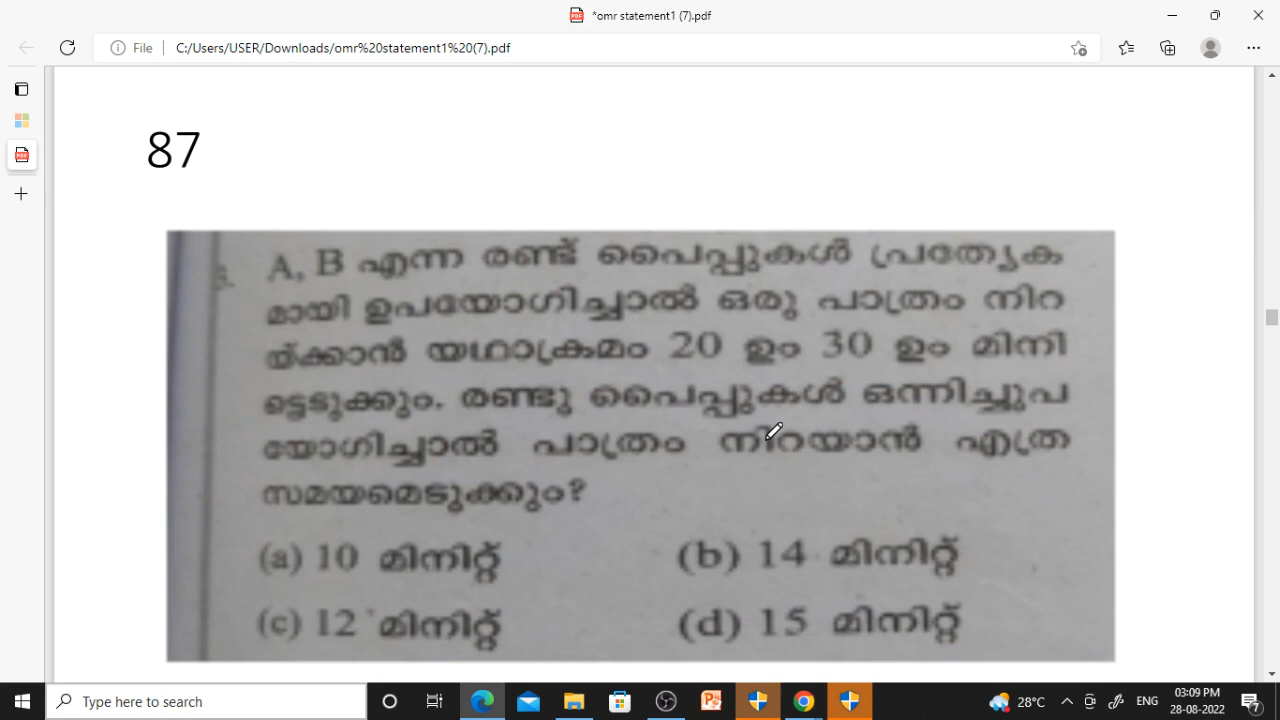 *omr statement1 (7).pdf
File C:/Users/USER/Downloads/omr%20statement1%20(7).pdf
87
A, B എന്ന രണ്ട് പൈപ്പുകൾ പ്രത്യേക
മായി ഉപയോഗിച്ചാൽ ഒരു പാത്രം നിറ
യ്ക്കാൻ യഥാക്രമം 20 ഉം 30 ഉം മിനി
ട്ടെടുക്കും. രണ്ടു പൈപ്പുകൾ ഒന്നിച്ചുപ
യോഗിച്ചാൽ പാത്രം നിറയാൻ എത്ര
സമയമെടുക്കും?
(a) 10 മിനിറ്റ് (b) 14 മിനിറ്റ്
(c) 12 മിനിറ്റ് (d) 15 മിനിറ്റ്
Type here to search 28°C ENG 03:09 PM
28-08-2022 7